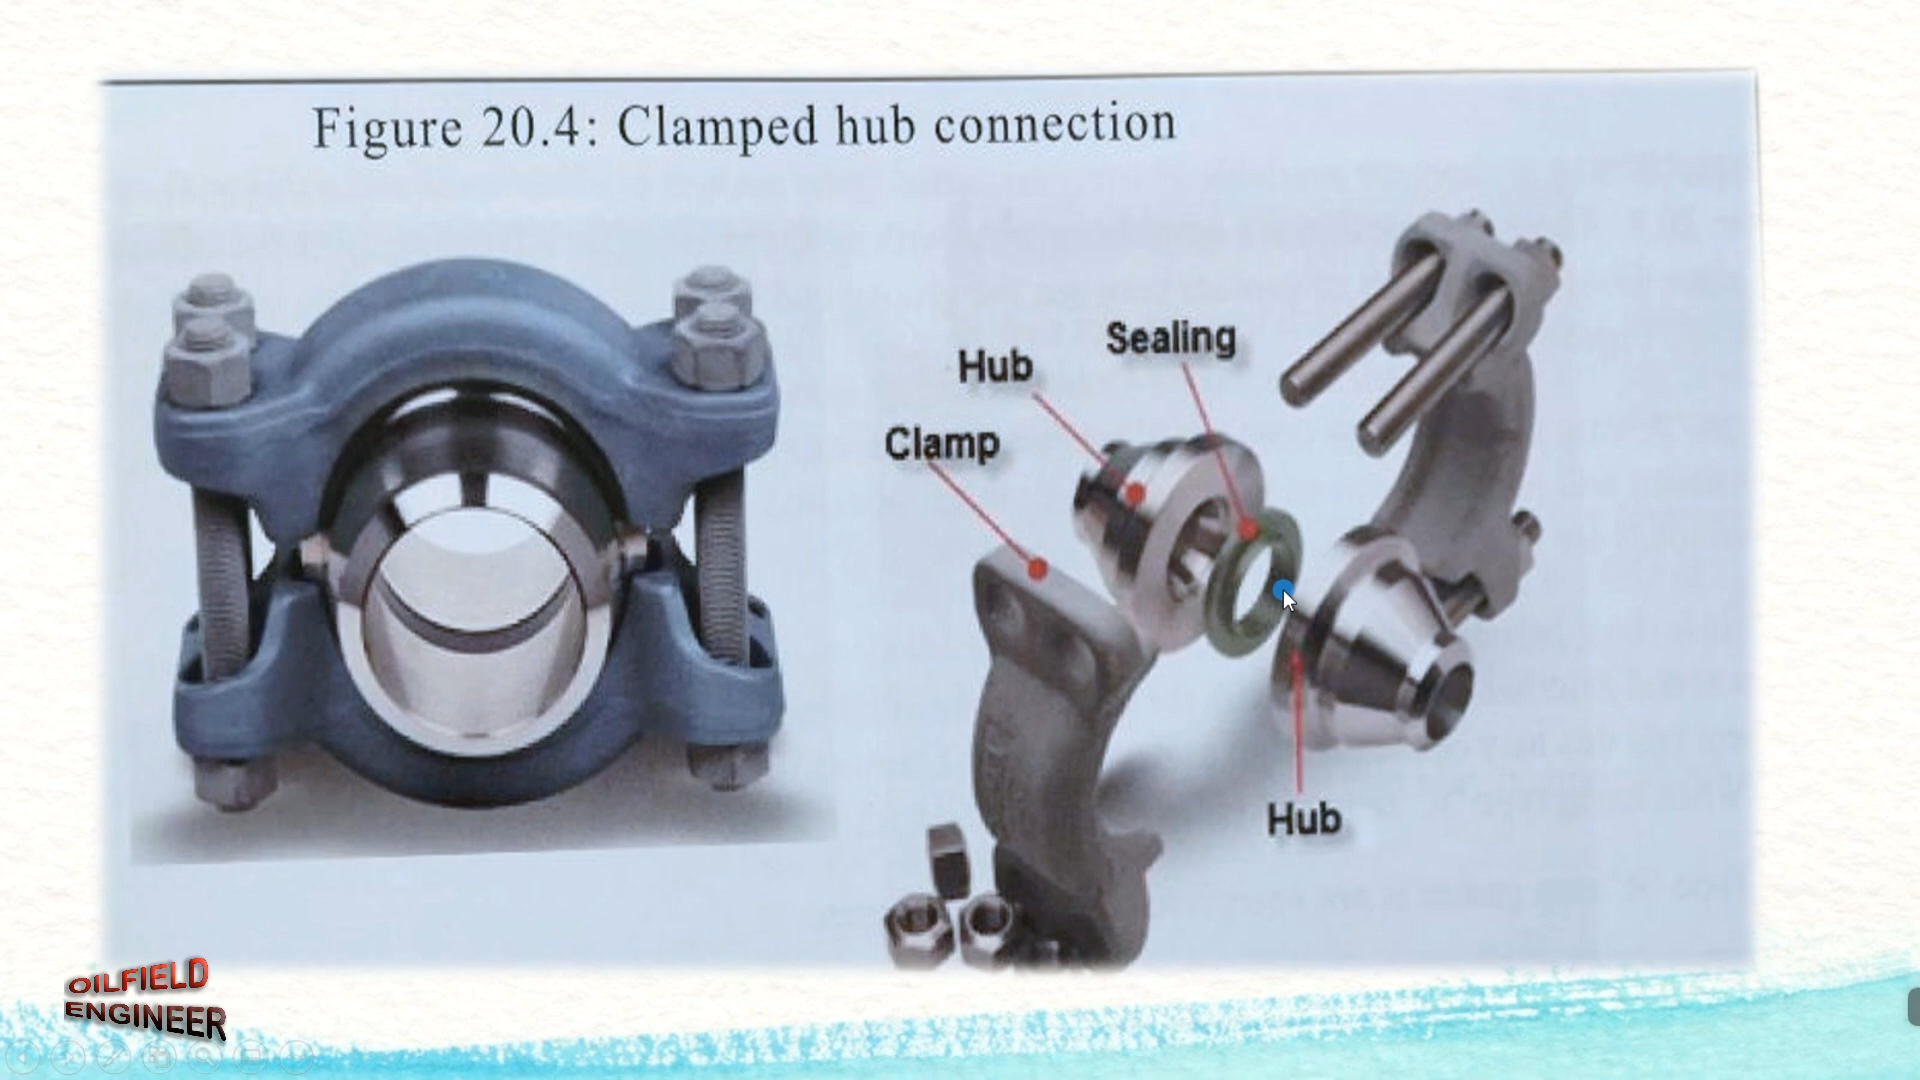 Figure 20.4: Clamped hub connection
Sealing
Hub
Clamp
Hub
OILFIELD
ENGINEER